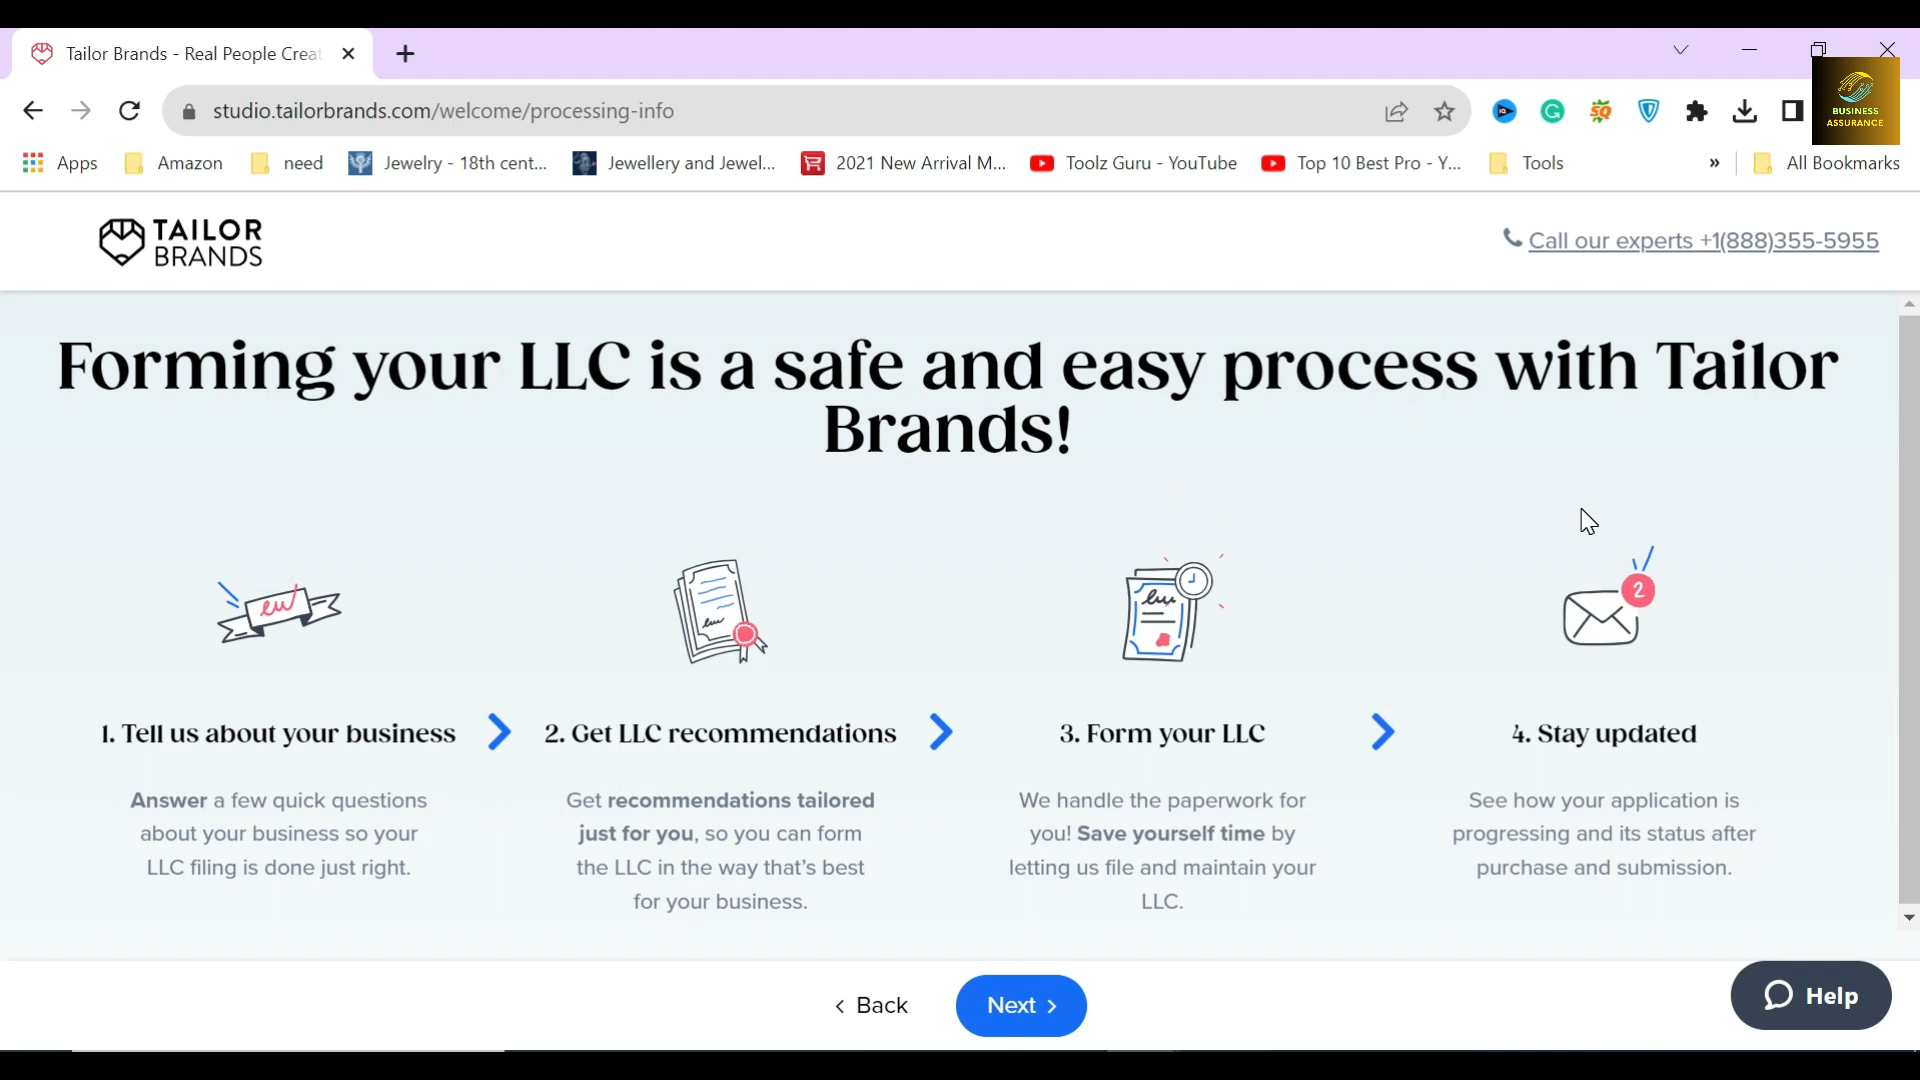 Tailor Brands - Real People Creat
studio.tailorbrands.com/welcome/processing-info
BUSINESS
ASSURANCE
Apps
Amazon
need
Jewelry - 18th cent...
Jewellery and Jewel...
2021 New Arrival M...
Toolz Guru - YouTube
Top 10 Best Pro - Y...
Tools
»
All Bookmarks
TAILOR
BRANDS
Call our experts +1(888)355-5955
Forming your LLC is a safe and easy process with Tailor
Brands!
2
1. Tell us about your business
Answer a few quick questions
about your business so your
LLC filing is done just right.
2. Get LLC recommendations
Get recommendations tailored
just for you, so you can form
the LLC in the way that's best
for your business.
3. Form your LLC
We handle the paperwork for
you! Save yourself time by
letting us file and maintain your
LLC.
4. Stay updated
See how your application is
progressing and its status after
purchase and submission.
< Back
Next >
Help